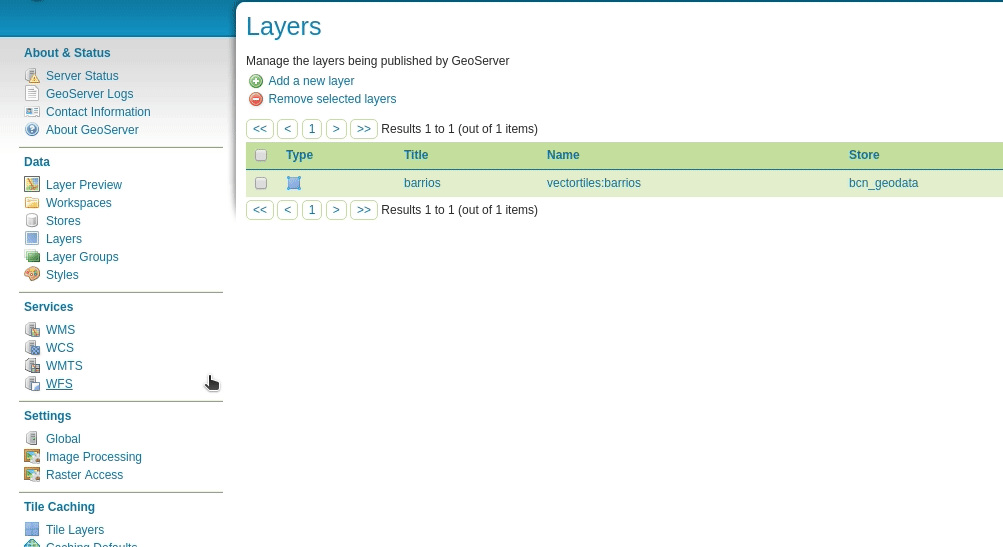 About & Status
Server Status
GeoServer Logs
Contact Information
About GeoServer
Data
Layer Preview
Workspaces
Stores
Layers
Layer Groups
Styles
Services
WMS
WCS
WMTS
WFS
Settings
Global
Image Processing
Raster Access
Tile Caching
Tile Layers
Caching Defaults
Layers
Manage the layers being published by GeoServer
Add a new layer
Remove selected layers
<< < 1 > >> Results 1 to 1 (out of 1 items)
Type Title Name Store
barrios vectortiles:barrios bcn_geodata
<< < 1 > >> Results 1 to 1 (out of 1 items)